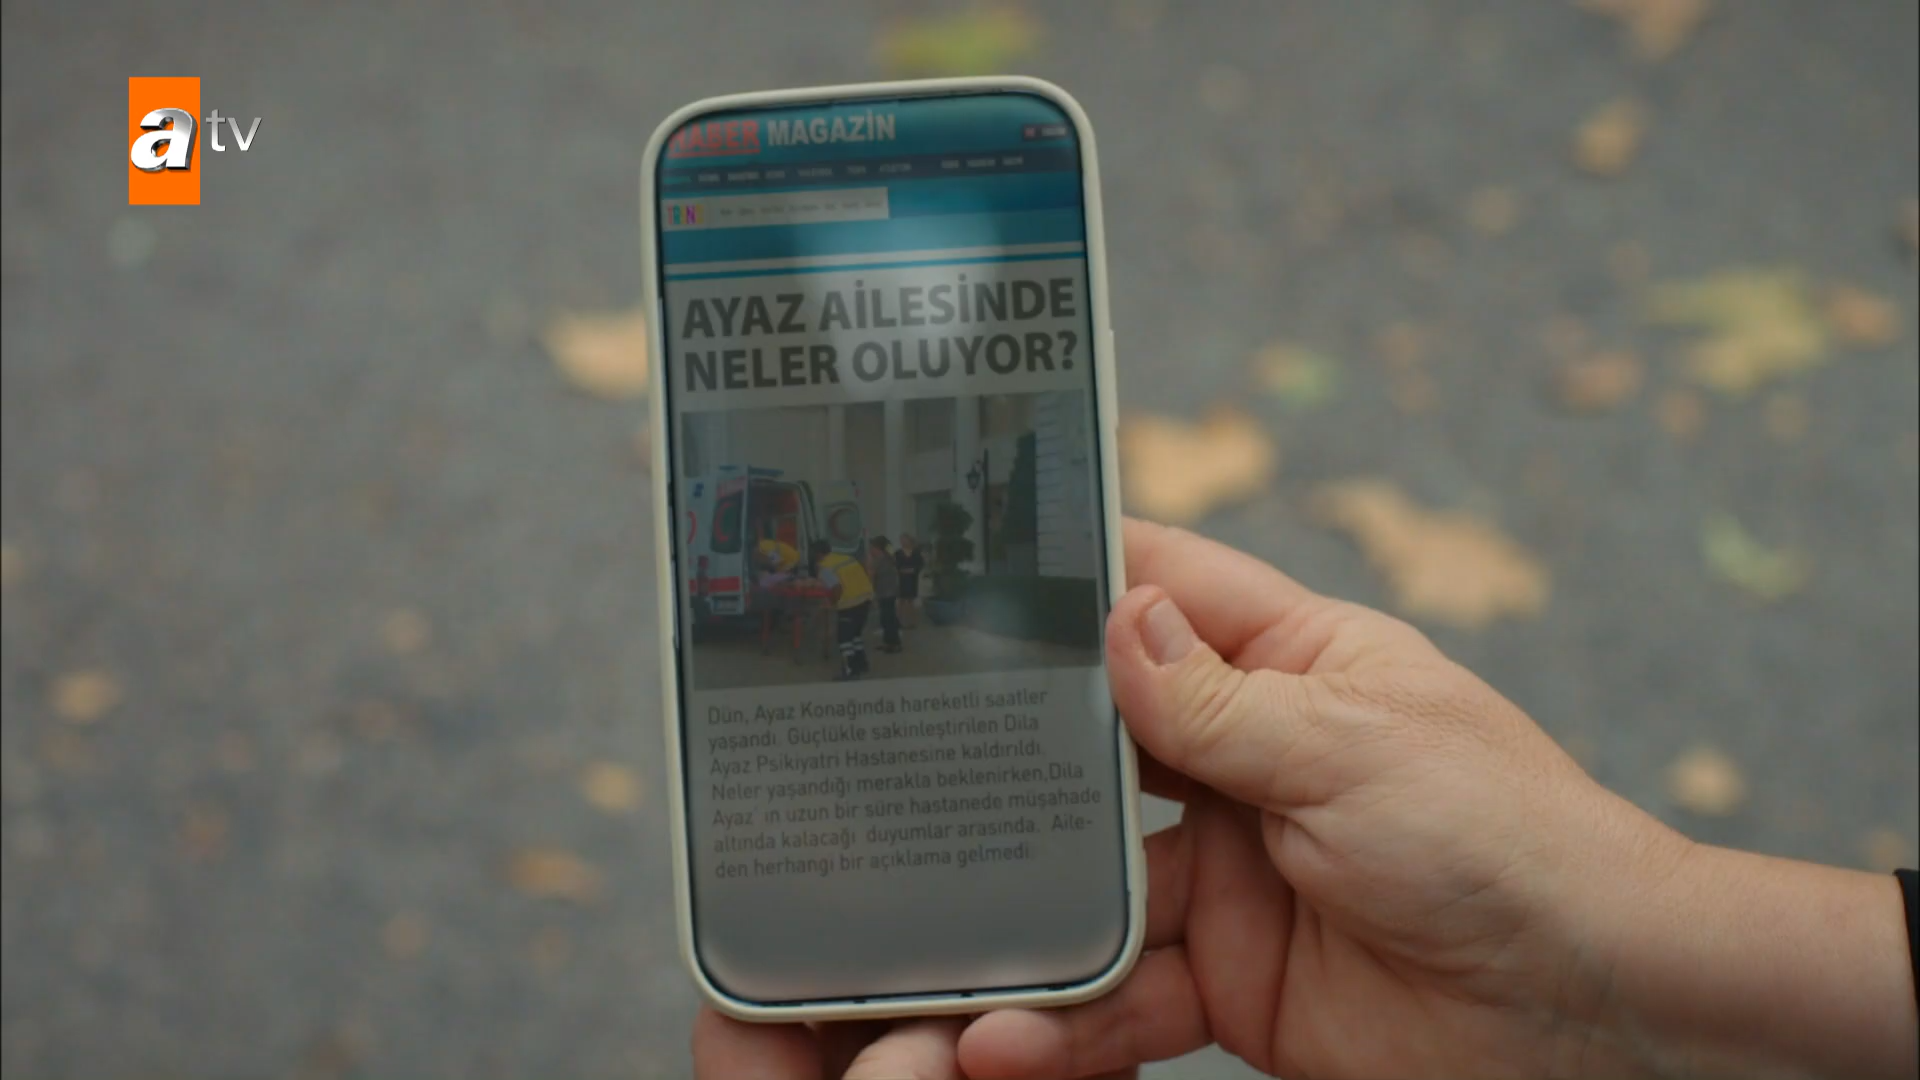 atv
HABER MAGAZİN
TREND
AYAZ AİLESİNDE
NELER OLUYOR?
Dün, Ayaz Konağında hareketli saatler
yaşandı. Güçlükle sakinleştirilen Dila
Ayaz Psikiyatri Hastanesine kaldırıldı.
Neler yaşandığı merakla beklenirken,Dila
Ayaz' ın uzun bir süre hastanede müşahade
altında kalacağı duyumlar arasında. Aile-
den herhangi bir açıklama gelmedi.